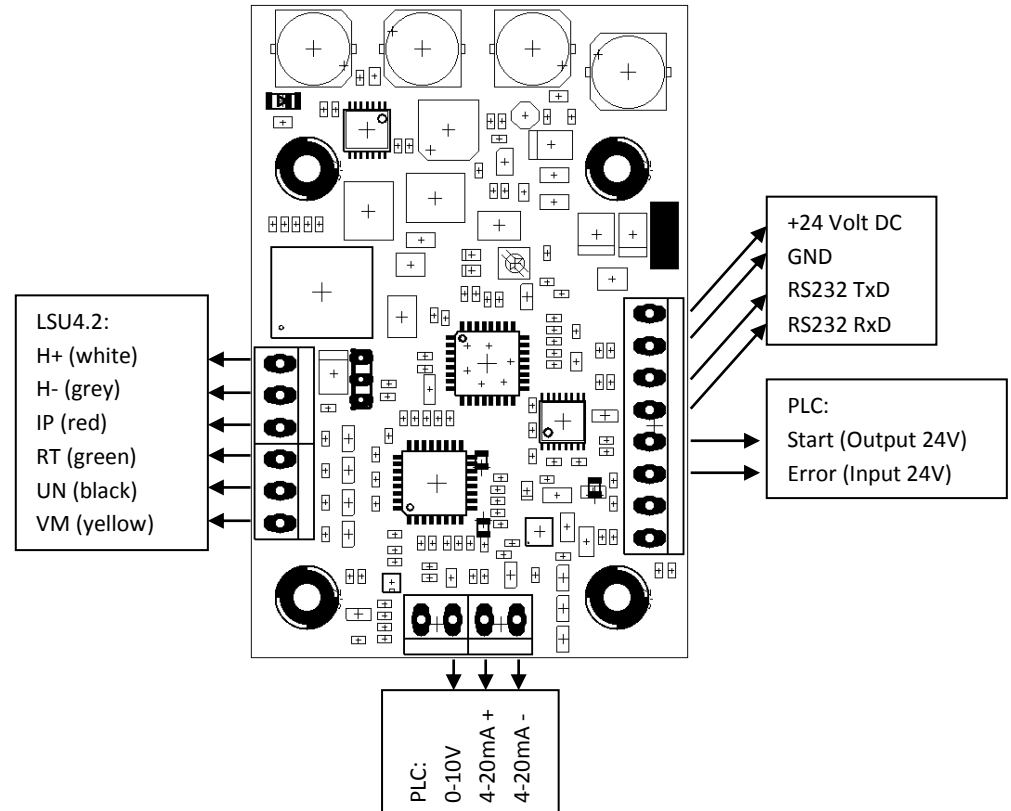 +24 Volt DC
GND
RS232 TxD
RS232 RxD
LSU4.2:
H+ (white)
H- (grey)
IP (red)
RT (green)
UN (black)
VM (yellow)
PLC:
Start (Output 24V)
Error (Input 24V)
PLC:
0-10V
4-20mA +
4-20mA -